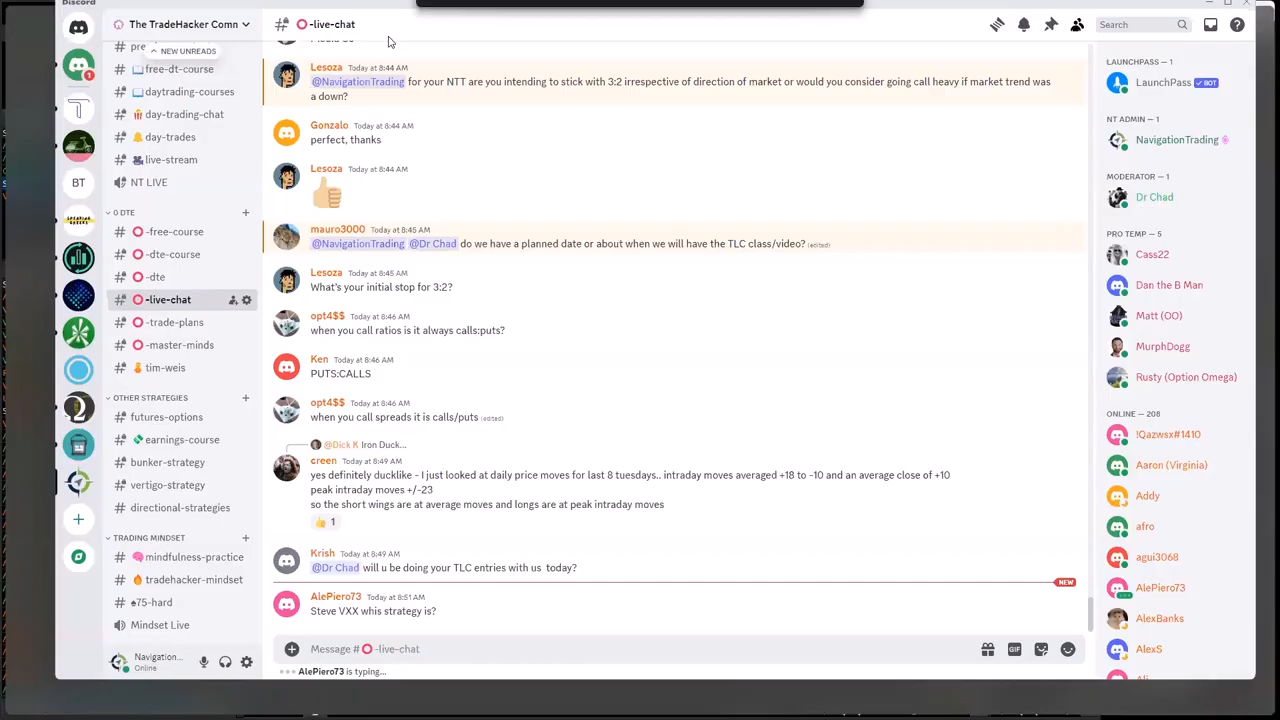 Discord
The TradeHacker Comn
-live-chat
Search
NEW UNREADS
free-dt-course
daytrading-courses
day-trading-chat
day-trades
live-stream
NT LIVE
0 DTE
-free-course
-dte-course
-dte
-live-chat
-trade-plans
-master-minds
tim-weis
OTHER STRATEGIES
futures-options
earnings-course
bunker-strategy
vertigo-strategy
directional-strategies
TRADING MINDSET
mindfulness-practice
tradehacker-mindset
75-hard
Mindset Live
Navigation...
Online
BT
1
Lesoza Today at 8:44 AM
@NavigationTrading for your NTT are you intending to stick with 3:2 irrespective of direction of market or would you consider going call heavy if market trend was
a down?
Gonzalo Today at 8:44 AM
perfect, thanks
Lesoza Today at 8:44 AM
mauro3000 Today at 8:45 AM
@NavigationTrading @Dr Chad do we have a planned date or about when we will have the TLC class/video? (edited)
Lesoza Today at 8:45 AM
What's your initial stop for 3:2?
opt4$$ Today at 8:46 AM
when you call ratios is it always calls:puts?
Ken Today at 8:46 AM
PUTS:CALLS
opt4$$ Today at 8:46 AM
when you call spreads it is calls/puts (edited)
@Dick K Iron Duck...
creen Today at 8:49 AM
yes definitely ducklike - I just looked at daily price moves for last 8 tuesdays.. intraday moves averaged +18 to -10 and an average close of +10
peak intraday moves +/-23
so the short wings are at average moves and longs are at peak intraday moves
1
Krish Today at 8:49 AM
@Dr Chad will u be doing your TLC entries with us today?
NEW
AlePiero73 Today at 8:51 AM
Steve VXX whis strategy is?
Message # -live-chat
GIF
AlePiero73 is typing...
LAUNCHPASS — 1
LaunchPass BOT
NT ADMIN — 1
NavigationTrading
MODERATOR — 1
Dr Chad
PRO TEMP — 5
Cass22
Dan the B Man
Matt (OO)
MurphDogg
Rusty (Option Omega)
ONLINE — 208
!Qazwsx#1410
Aaron (Virginia)
Addy
afro
agui3068
AlePiero73
AlexBanks
AlexS